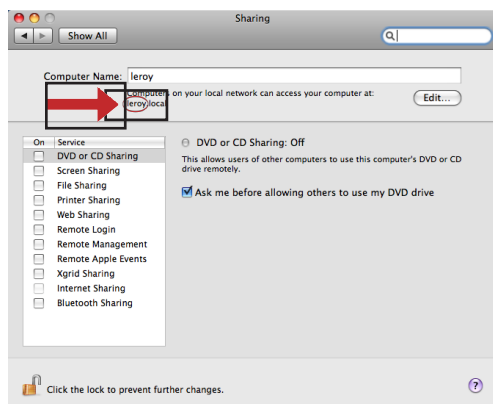 Sharing
Show All
Computer Name: leroy
Computers on your local network can access your computer at:
leroy.local
Edit...
On Service
DVD or CD Sharing
Screen Sharing
File Sharing
Printer Sharing
Web Sharing
Remote Login
Remote Management
Remote Apple Events
Xgrid Sharing
Internet Sharing
Bluetooth Sharing
DVD or CD Sharing: Off
This allows users of other computers to use this computer's DVD or CD
drive remotely.
Ask me before allowing others to use my DVD drive
Click the lock to prevent further changes.
?